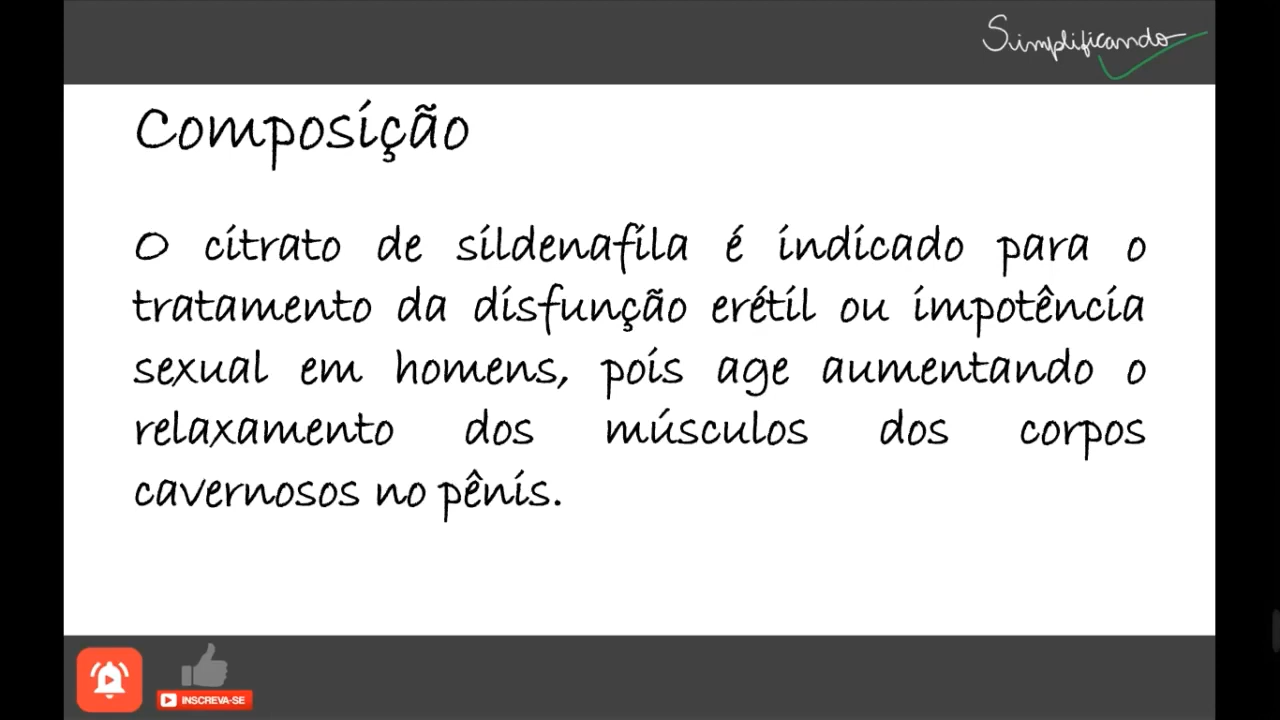 Simplificando
Composição
O citrato de sildenafila é indicado para o
tratamento da disfunção erétil ou impotência
sexual em homens, pois age aumentando o
relaxamento dos músculos dos corpos
cavernosos no pênis.
INSCREVA-SE